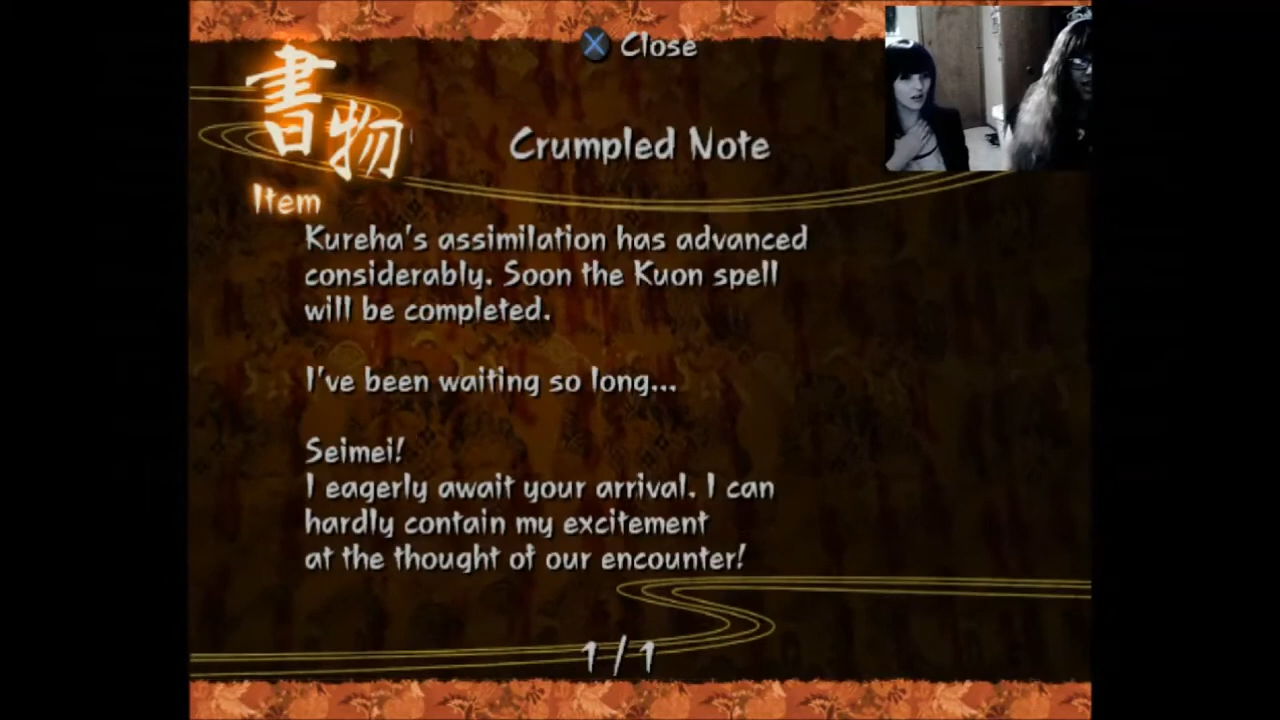 Close
書物
Item
Crumpled Note
Kureha's assimilation has advanced
considerably. Soon the Kuon spell
will be completed.
I've been waiting so long...
Seimei!
I eagerly await your arrival. I can
hardly contain my excitement
at the thought of our encounter!
1/1